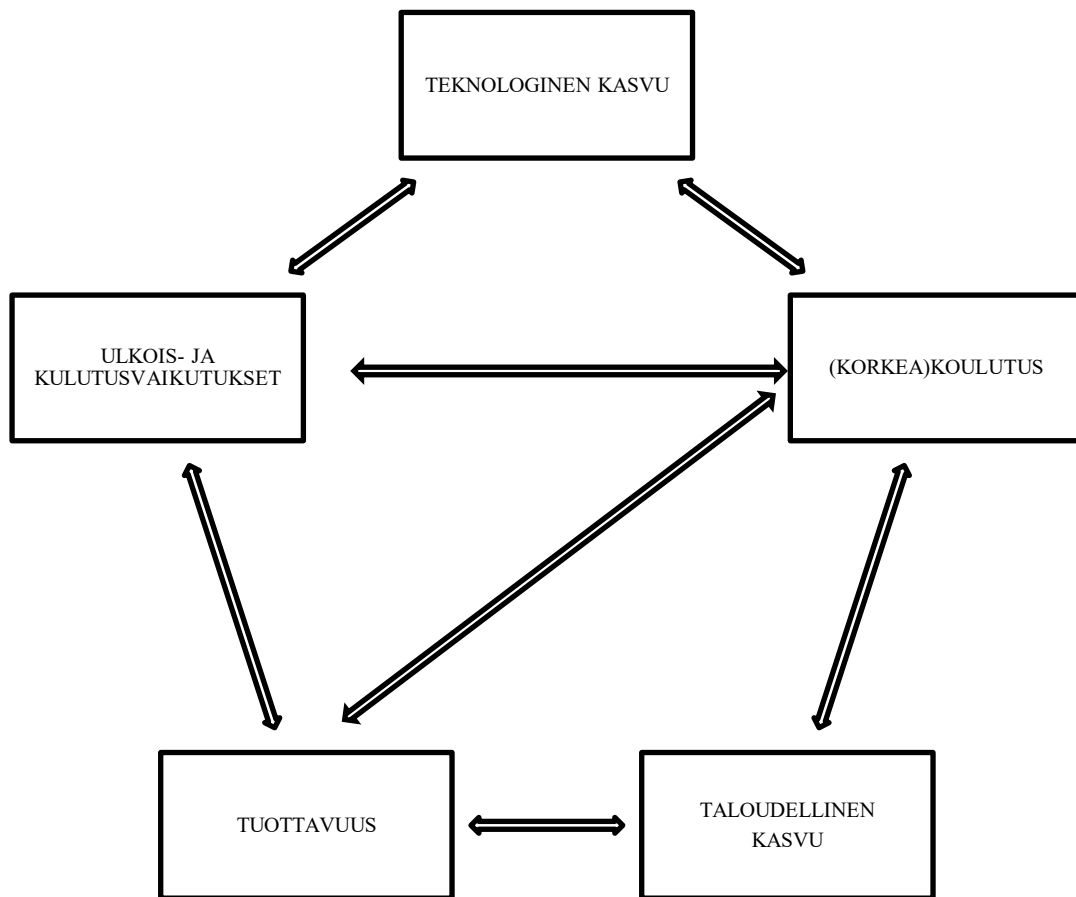 TEKNOLOGINEN KASVU
ULKOIS- JA
KULUTUSVAIKUTUKSET
(KORKEA)KOULUTUS
TUOTTAVUUS
TALOUDELLINEN
KASVU